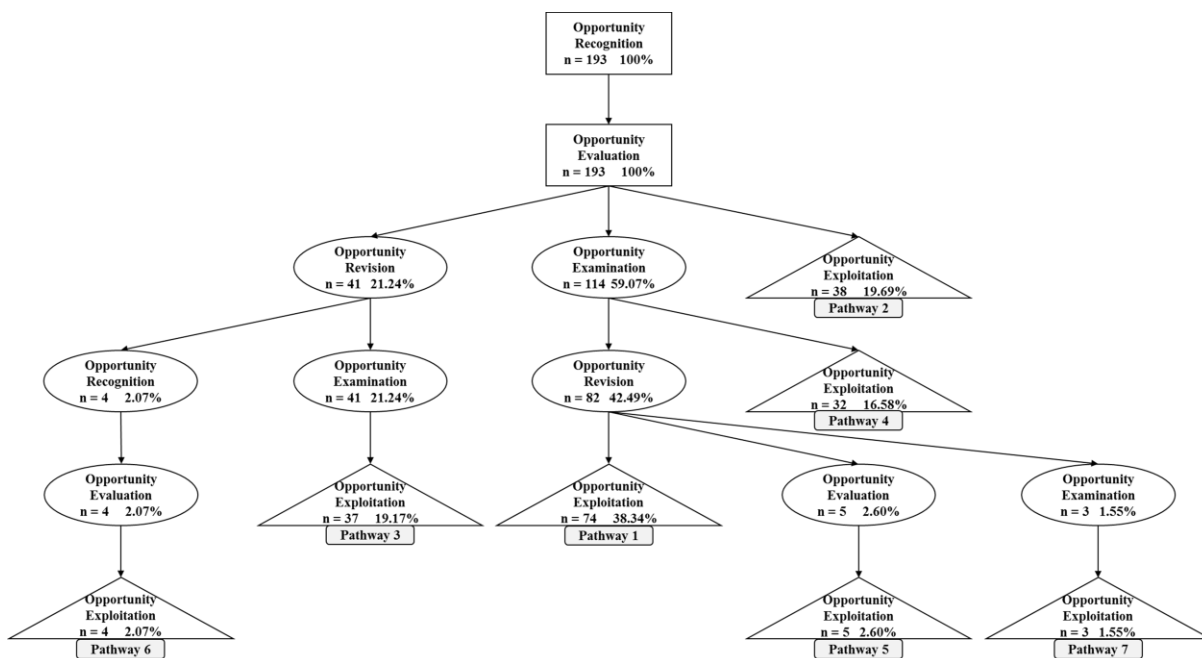 Opportunity
Recognition
n = 193 100%
Opportunity
Evaluation
n = 193 100%
Opportunity
Revision
n = 41 21.24%
Opportunity
Examination
n = 114 59.07%
Opportunity
Exploitation
n = 38 19.69%
Pathway 2
Opportunity
Recognition
n = 4 2.07%
Opportunity
Examination
n = 41 21.24%
Opportunity
Revision
n = 82 42.49%
Opportunity
Exploitation
n = 32 16.58%
Pathway 4
Opportunity
Evaluation
n = 4 2.07%
Opportunity
Exploitation
n = 37 19.17%
Pathway 3
Opportunity
Exploitation
n = 74 38.34%
Pathway 1
Opportunity
Evaluation
n = 5 2.60%
Opportunity
Examination
n = 3 1.55%
Opportunity
Exploitation
n = 4 2.07%
Pathway 6
Opportunity
Exploitation
n = 5 2.60%
Pathway 5
Opportunity
Exploitation
n = 3 1.55%
Pathway 7